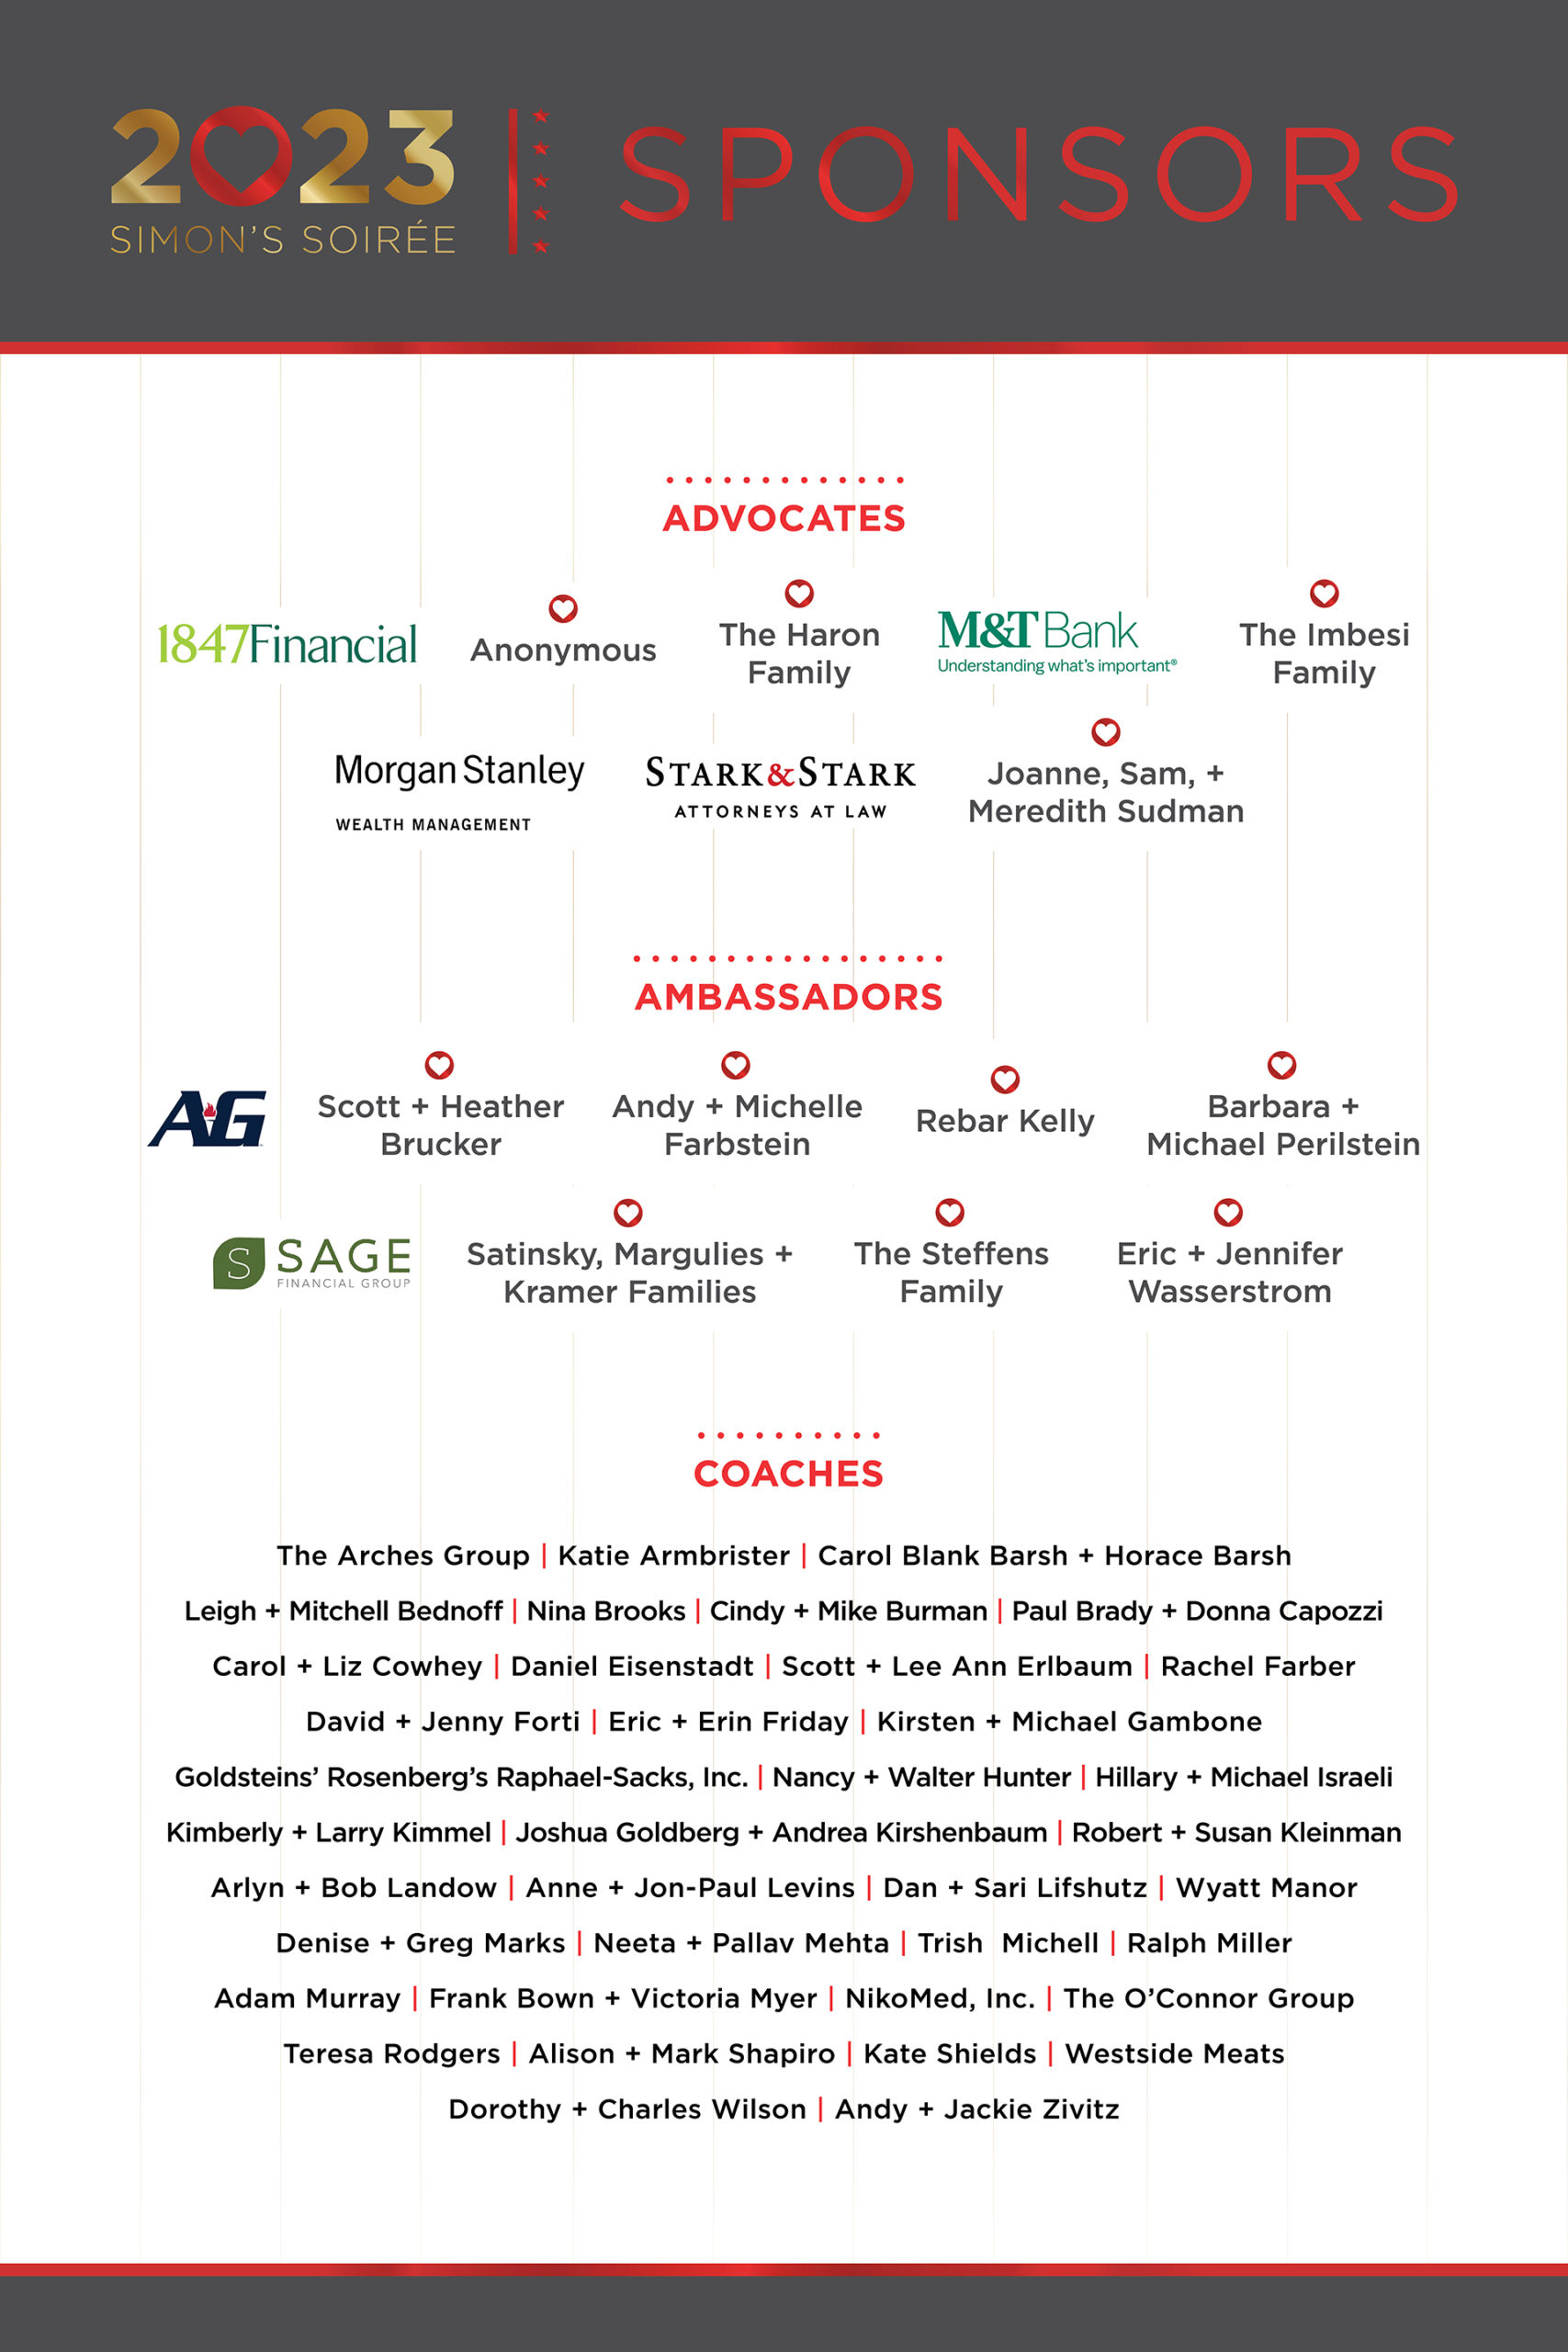 2023
SIMON'S SOIRÉE
SPONSORS
ADVOCATES
1847Financial
Anonymous
The Haron
Family
M&T Bank
Understanding what's important®
The Imbesi
Family
Morgan Stanley
WEALTH MANAGEMENT
STARK&STARK
ATTORNEYS AT LAW
Joanne, Sam, +
Meredith Sudman
AMBASSADORS
AG
Scott + Heather
Brucker
Andy + Michelle
Farbstein
Rebar Kelly
Barbara +
Michael Perilstein
S SAGE
FINANCIAL GROUP
Satinsky, Margulies +
Kramer Families
The Steffens
Family
Eric + Jennifer
Wasserstrom
COACHES
The Arches Group | Katie Armbrister | Carol Blank Barsh + Horace Barsh
Leigh + Mitchell Bednoff | Nina Brooks | Cindy + Mike Burman | Paul Brady + Donna Capozzi
Carol + Liz Cowhey | Daniel Eisenstadt | Scott + Lee Ann Erlbaum | Rachel Farber
David + Jenny Forti | Eric + Erin Friday | Kirsten + Michael Gambone
Goldsteins' Rosenberg's Raphael-Sacks, Inc. | Nancy + Walter Hunter | Hillary + Michael Israeli
Kimberly + Larry Kimmel | Joshua Goldberg + Andrea Kirshenbaum | Robert + Susan Kleinman
Arlyn + Bob Landow | Anne + Jon-Paul Levins | Dan + Sari Lifshutz | Wyatt Manor
Denise + Greg Marks | Neeta + Pallav Mehta | Trish Michell | Ralph Miller
Adam Murray | Frank Bown + Victoria Myer | NikoMed, Inc. | The O'Connor Group
Teresa Rodgers | Alison + Mark Shapiro | Kate Shields | Westside Meats
Dorothy + Charles Wilson | Andy + Jackie Zivitz